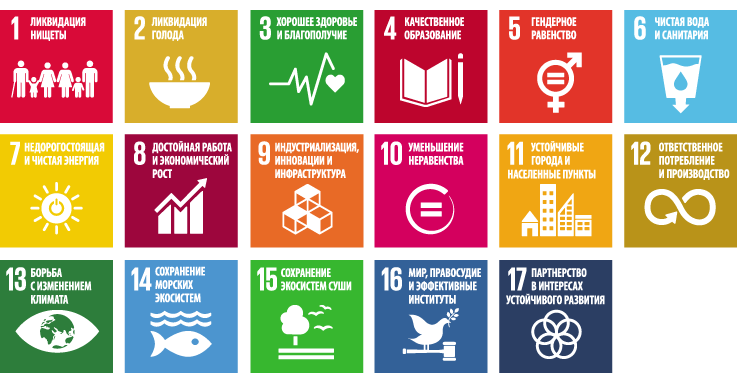 1 ЛИКВИДАЦИЯ
НИЩЕТЫ
2 ЛИКВИДАЦИЯ
ГОЛОДА
3 ХОРОШЕЕ ЗДОРОВЬЕ
И БЛАГОПОЛУЧИЕ
4 КАЧЕСТВЕННОЕ
ОБРАЗОВАНИЕ
5 ГЕНДЕРНОЕ
РАВЕНСТВО
6 ЧИСТАЯ ВОДА
И САНИТАРИЯ
7 НЕДОРОГОСТОЯЩАЯ
И ЧИСТАЯ ЭНЕРГИЯ
8 ДОСТОЙНАЯ РАБОТА
И ЭКОНОМИЧЕСКИЙ
РОСТ
9 ИНДУСТРИАЛИЗАЦИЯ,
ИННОВАЦИИ И
ИНФРАСТРУКТУРА
10 УМЕНЬШЕНИЕ
НЕРАВЕНСТВА
11 УСТОЙЧИВЫЕ
ГОРОДА И
НАСЕЛЕННЫЕ ПУНКТЫ
12 ОТВЕТСТВЕННОЕ
ПОТРЕБЛЕНИЕ
И ПРОИЗВОДСТВО
13 БОРЬБА
С ИЗМЕНЕНИЕМ
КЛИМАТА
14 СОХРАНЕНИЕ
МОРСКИХ
ЭКОСИСТЕМ
15 СОХРАНЕНИЕ
ЭКОСИСТЕМ СУШИ
16 МИР, ПРАВОСУДИЕ
И ЭФФЕКТИВНЫЕ
ИНСТИТУТЫ
17 ПАРТНЕРСТВО
В ИНТЕРЕСАХ
УСТОЙЧИВОГО РАЗВИТИЯ